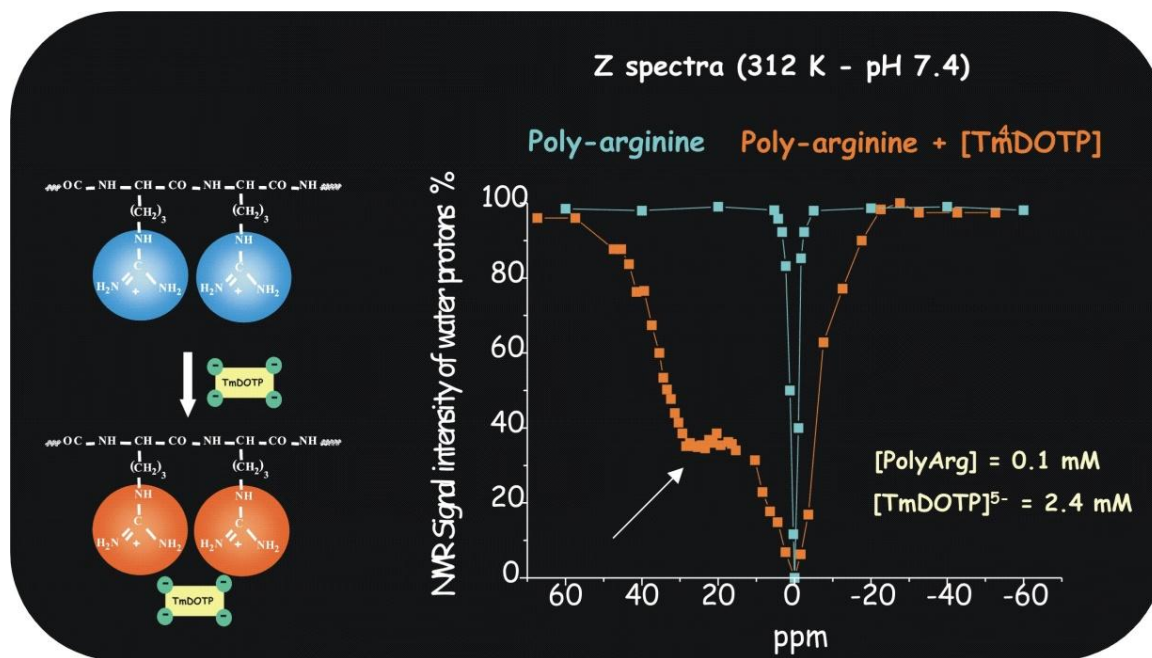 Z spectra (312 K - pH 7.4)
Poly-arginine Poly-arginine + [TmDOTP]
4
OC NH CH CO NH CH CO NH
(CH2)3 (CH2)3
NH NH
C C
H2N + NH2 H2N + NH2
TmDOTP
- - - -
OC NH CH CO NH CH CO NH
(CH2)3 (CH2)3
NH NH
C C
H2N + NH2 H2N + NH2
TmDOTP
- - - -
NMR Signal intensity of water protons %
100
80
60
40
20
0
60 40 20 0 -20 -40 -60
ppm
[PolyArg] = 0.1 mM
[TmDOTP]5- = 2.4 mM